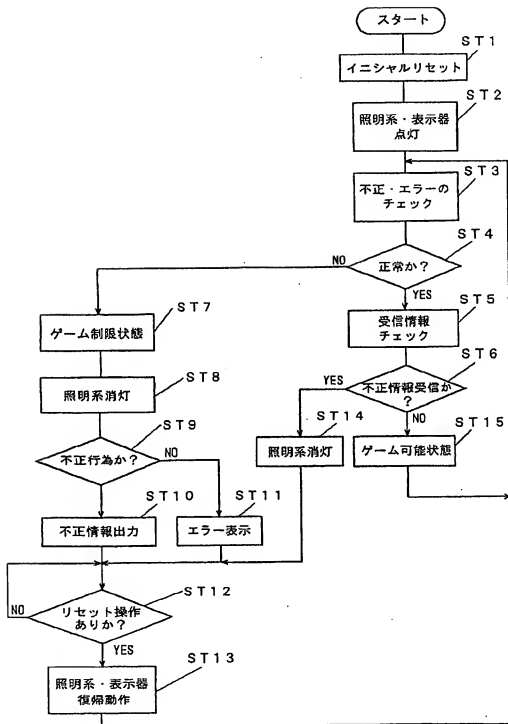 スタート
ST1
イニシャルリセット
ST2
照明系・表示器
点灯
ST3
不正・エラーの
チェック
ST4
正常か?
NO
YES
ST5
受信情報
チェック
ST6
不正情報受信か
?
YES
NO
ST7
ゲーム制限状態
ST8
照明系消灯
ST9
不正行為か?
NO
YES
ST10
不正情報出力
ST11
エラー表示
ST14
照明系消灯
ST15
ゲーム可能状態
ST12
リセット操作
ありか?
NO
YES
ST13
照明系・表示器
復帰動作